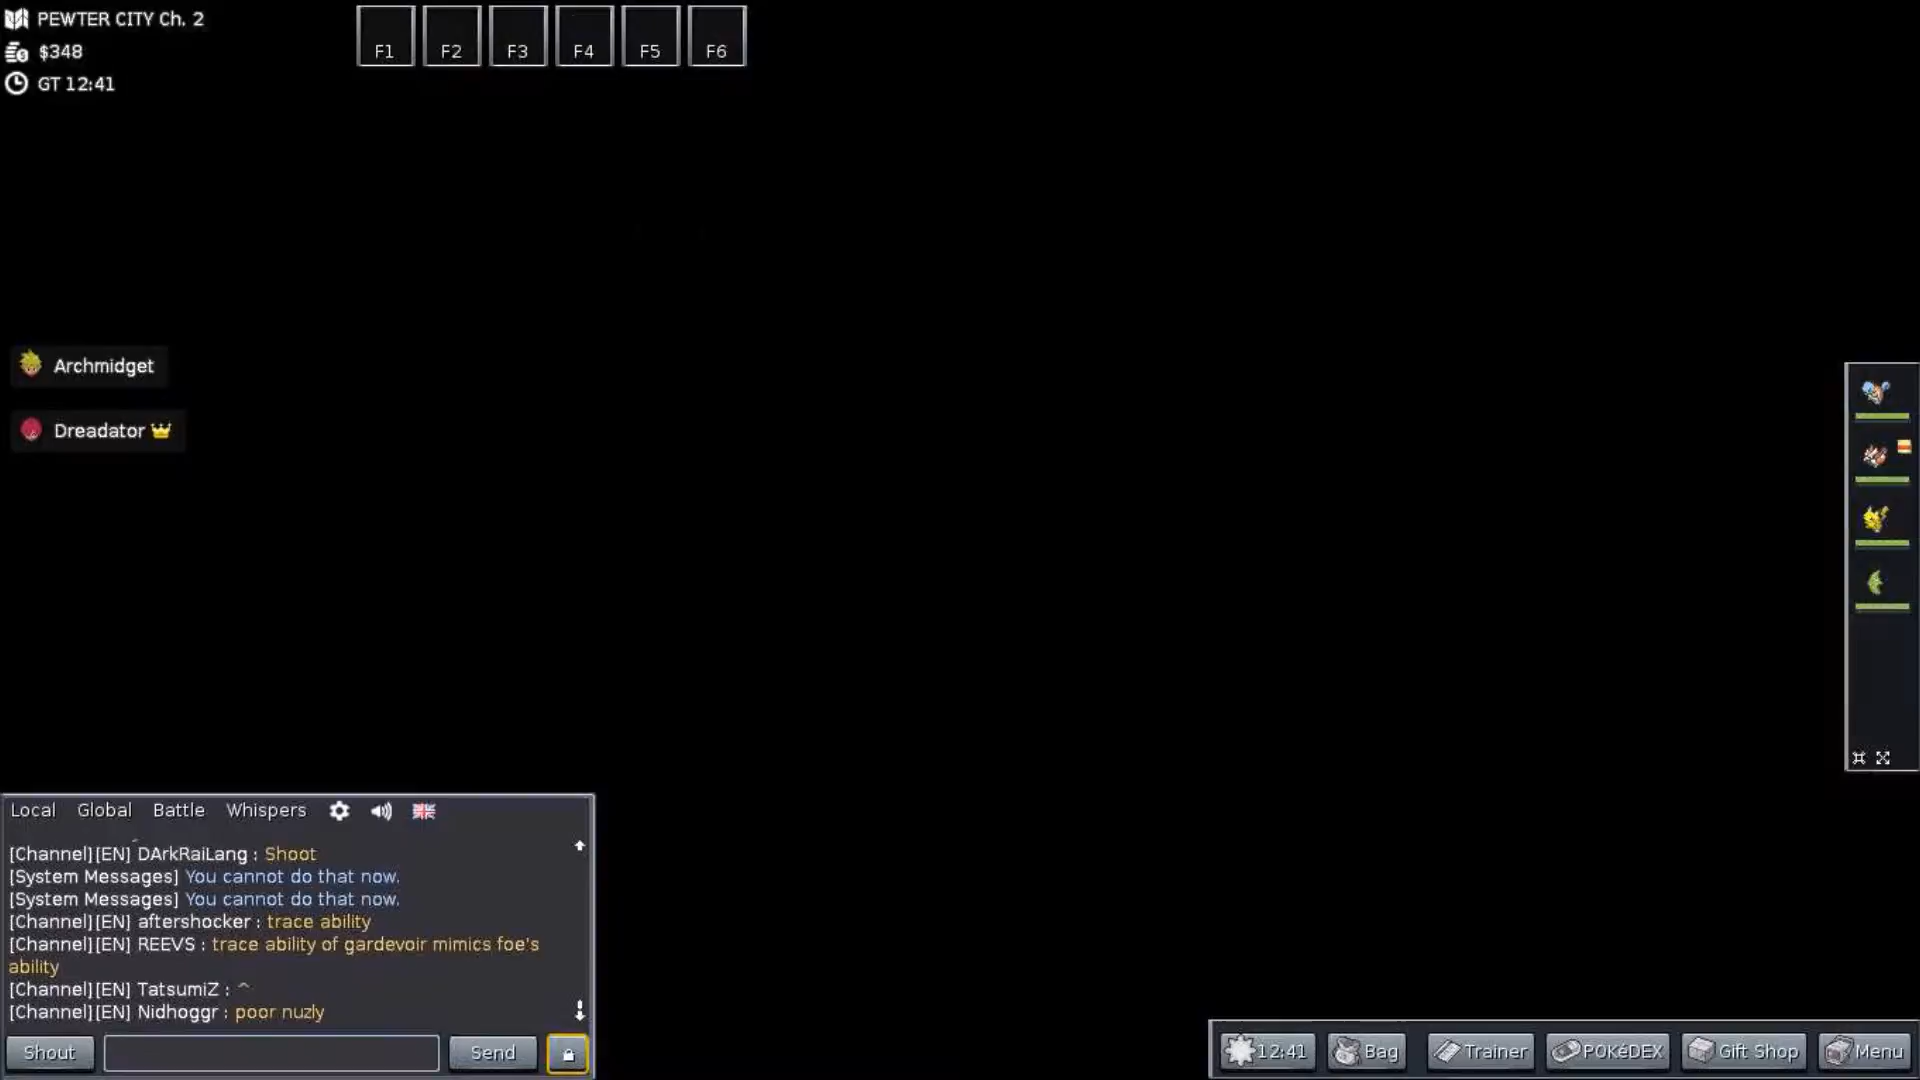 PEWTER CITY Ch. 2
$348
GT 12:41
F1 F2 F3 F4 F5 F6
Archmidget
Dreadator
Local Global Battle Whispers
[Channel][EN] DArkRaiLang : Shoot
[System Messages] You cannot do that now.
[System Messages] You cannot do that now.
[Channel][EN] aftershocker : trace ability
[Channel][EN] REEVS : trace ability of gardevoir mimics foe's
ability
[Channel][EN] TatsumiZ : ^
[Channel][EN] Nidhoggr : poor nuzly
Shout Send
12:41 Bag Trainer POKéDEX Gift Shop Menu